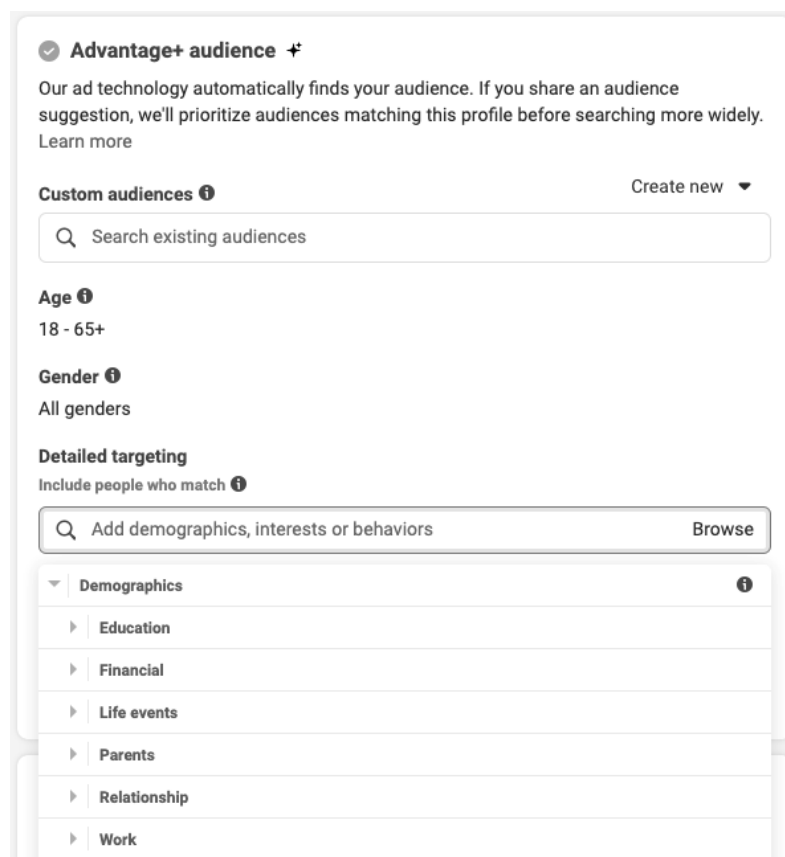 Advantage+ audience
Our ad technology automatically finds your audience. If you share an audience
suggestion, we'll prioritize audiences matching this profile before searching more widely.
Learn more
Custom audiences
Create new
Search existing audiences
Age
18 - 65+
Gender
All genders
Detailed targeting
Include people who match
Add demographics, interests or behaviors Browse
Demographics
Education
Financial
Life events
Parents
Relationship
Work